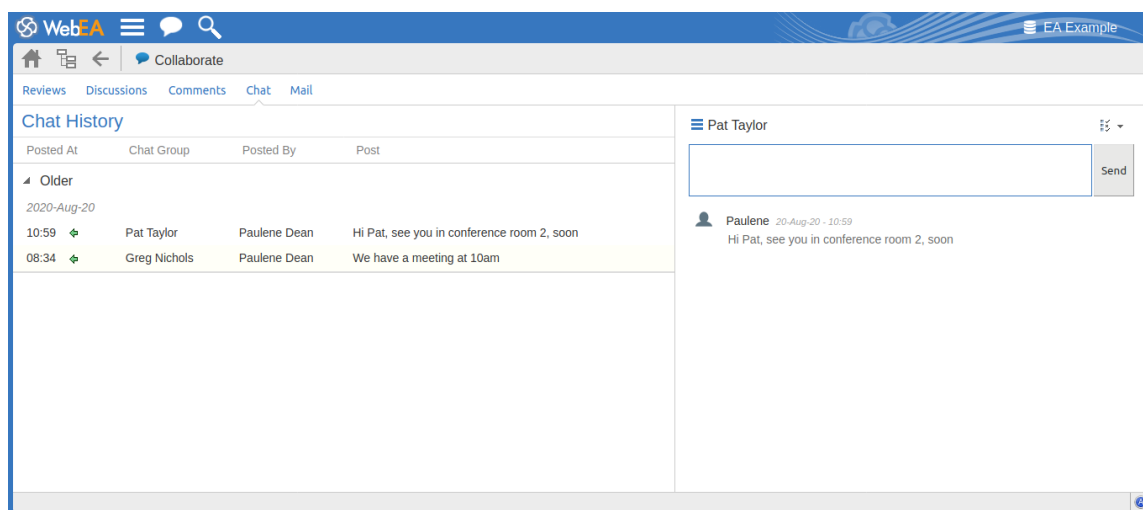 WebEA
EA Example
Collaborate
Reviews Discussions Comments Chat Mail
Chat History
Posted At Chat Group Posted By Post
Older
2020-Aug-20
10:59 Pat Taylor Paulene Dean Hi Pat, see you in conference room 2, soon
08:34 Greg Nichols Paulene Dean We have a meeting at 10am
Pat Taylor
Send
Paulene 20-Aug-20 - 10:59
Hi Pat, see you in conference room 2, soon